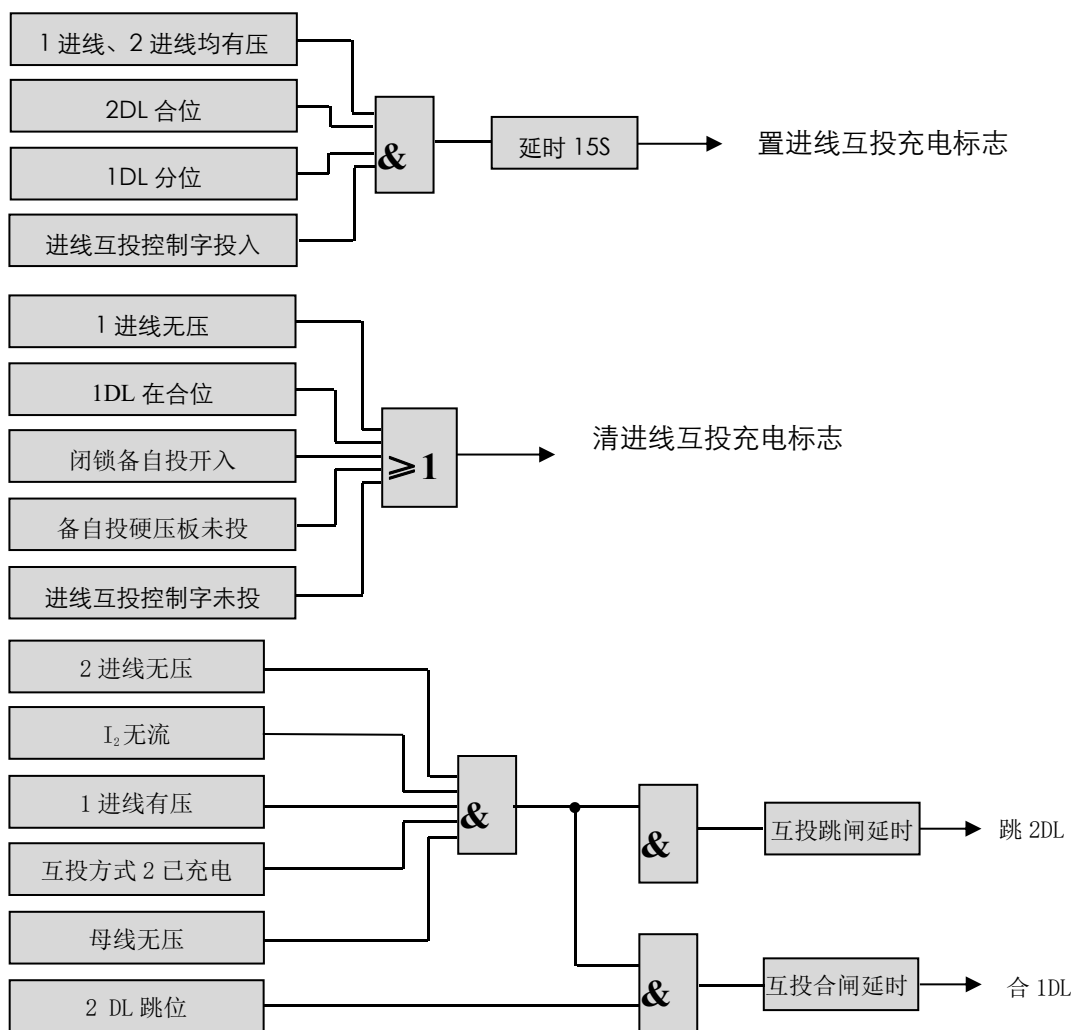 1 进线、2 进线均有压
2DL 合位
1DL 分位
进线互投控制字投入
&
延时 15S
置进线互投充电标志
1 进线无压
1DL 在合位
闭锁备自投开入
备自投硬压板未投
进线互投控制字未投
≥1
清进线互投充电标志
2 进线无压
I₂无流
1 进线有压
互投方式 2 已充电
母线无压
2 DL 跳位
&
&
互投跳闸延时
跳 2DL
&
互投合闸延时
合 1DL